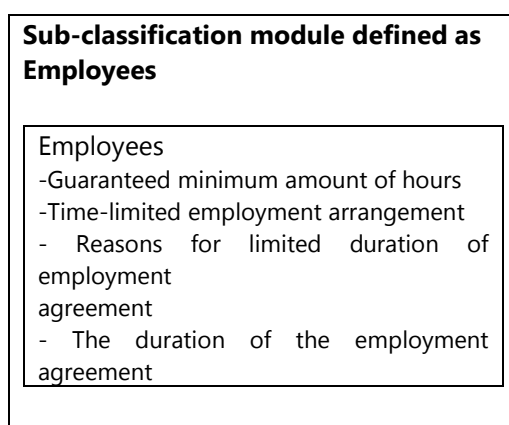 Sub-classification module defined as
Employees
Employees
-Guaranteed minimum amount of hours
-Time-limited employment arrangement
- Reasons for limited duration of
employment
agreement
- The duration of the employment
agreement